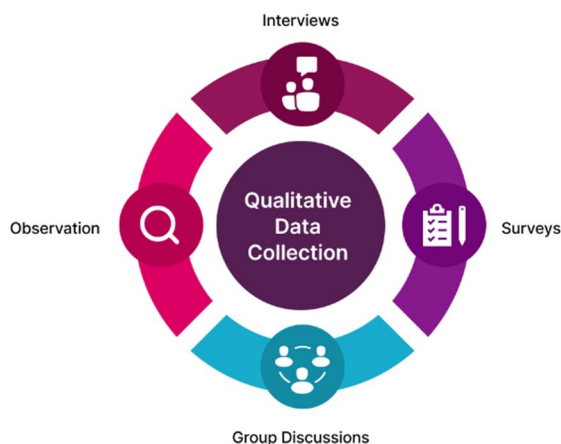 Interviews
Qualitative
Data
Collection
Observation
Surveys
Group Discussions